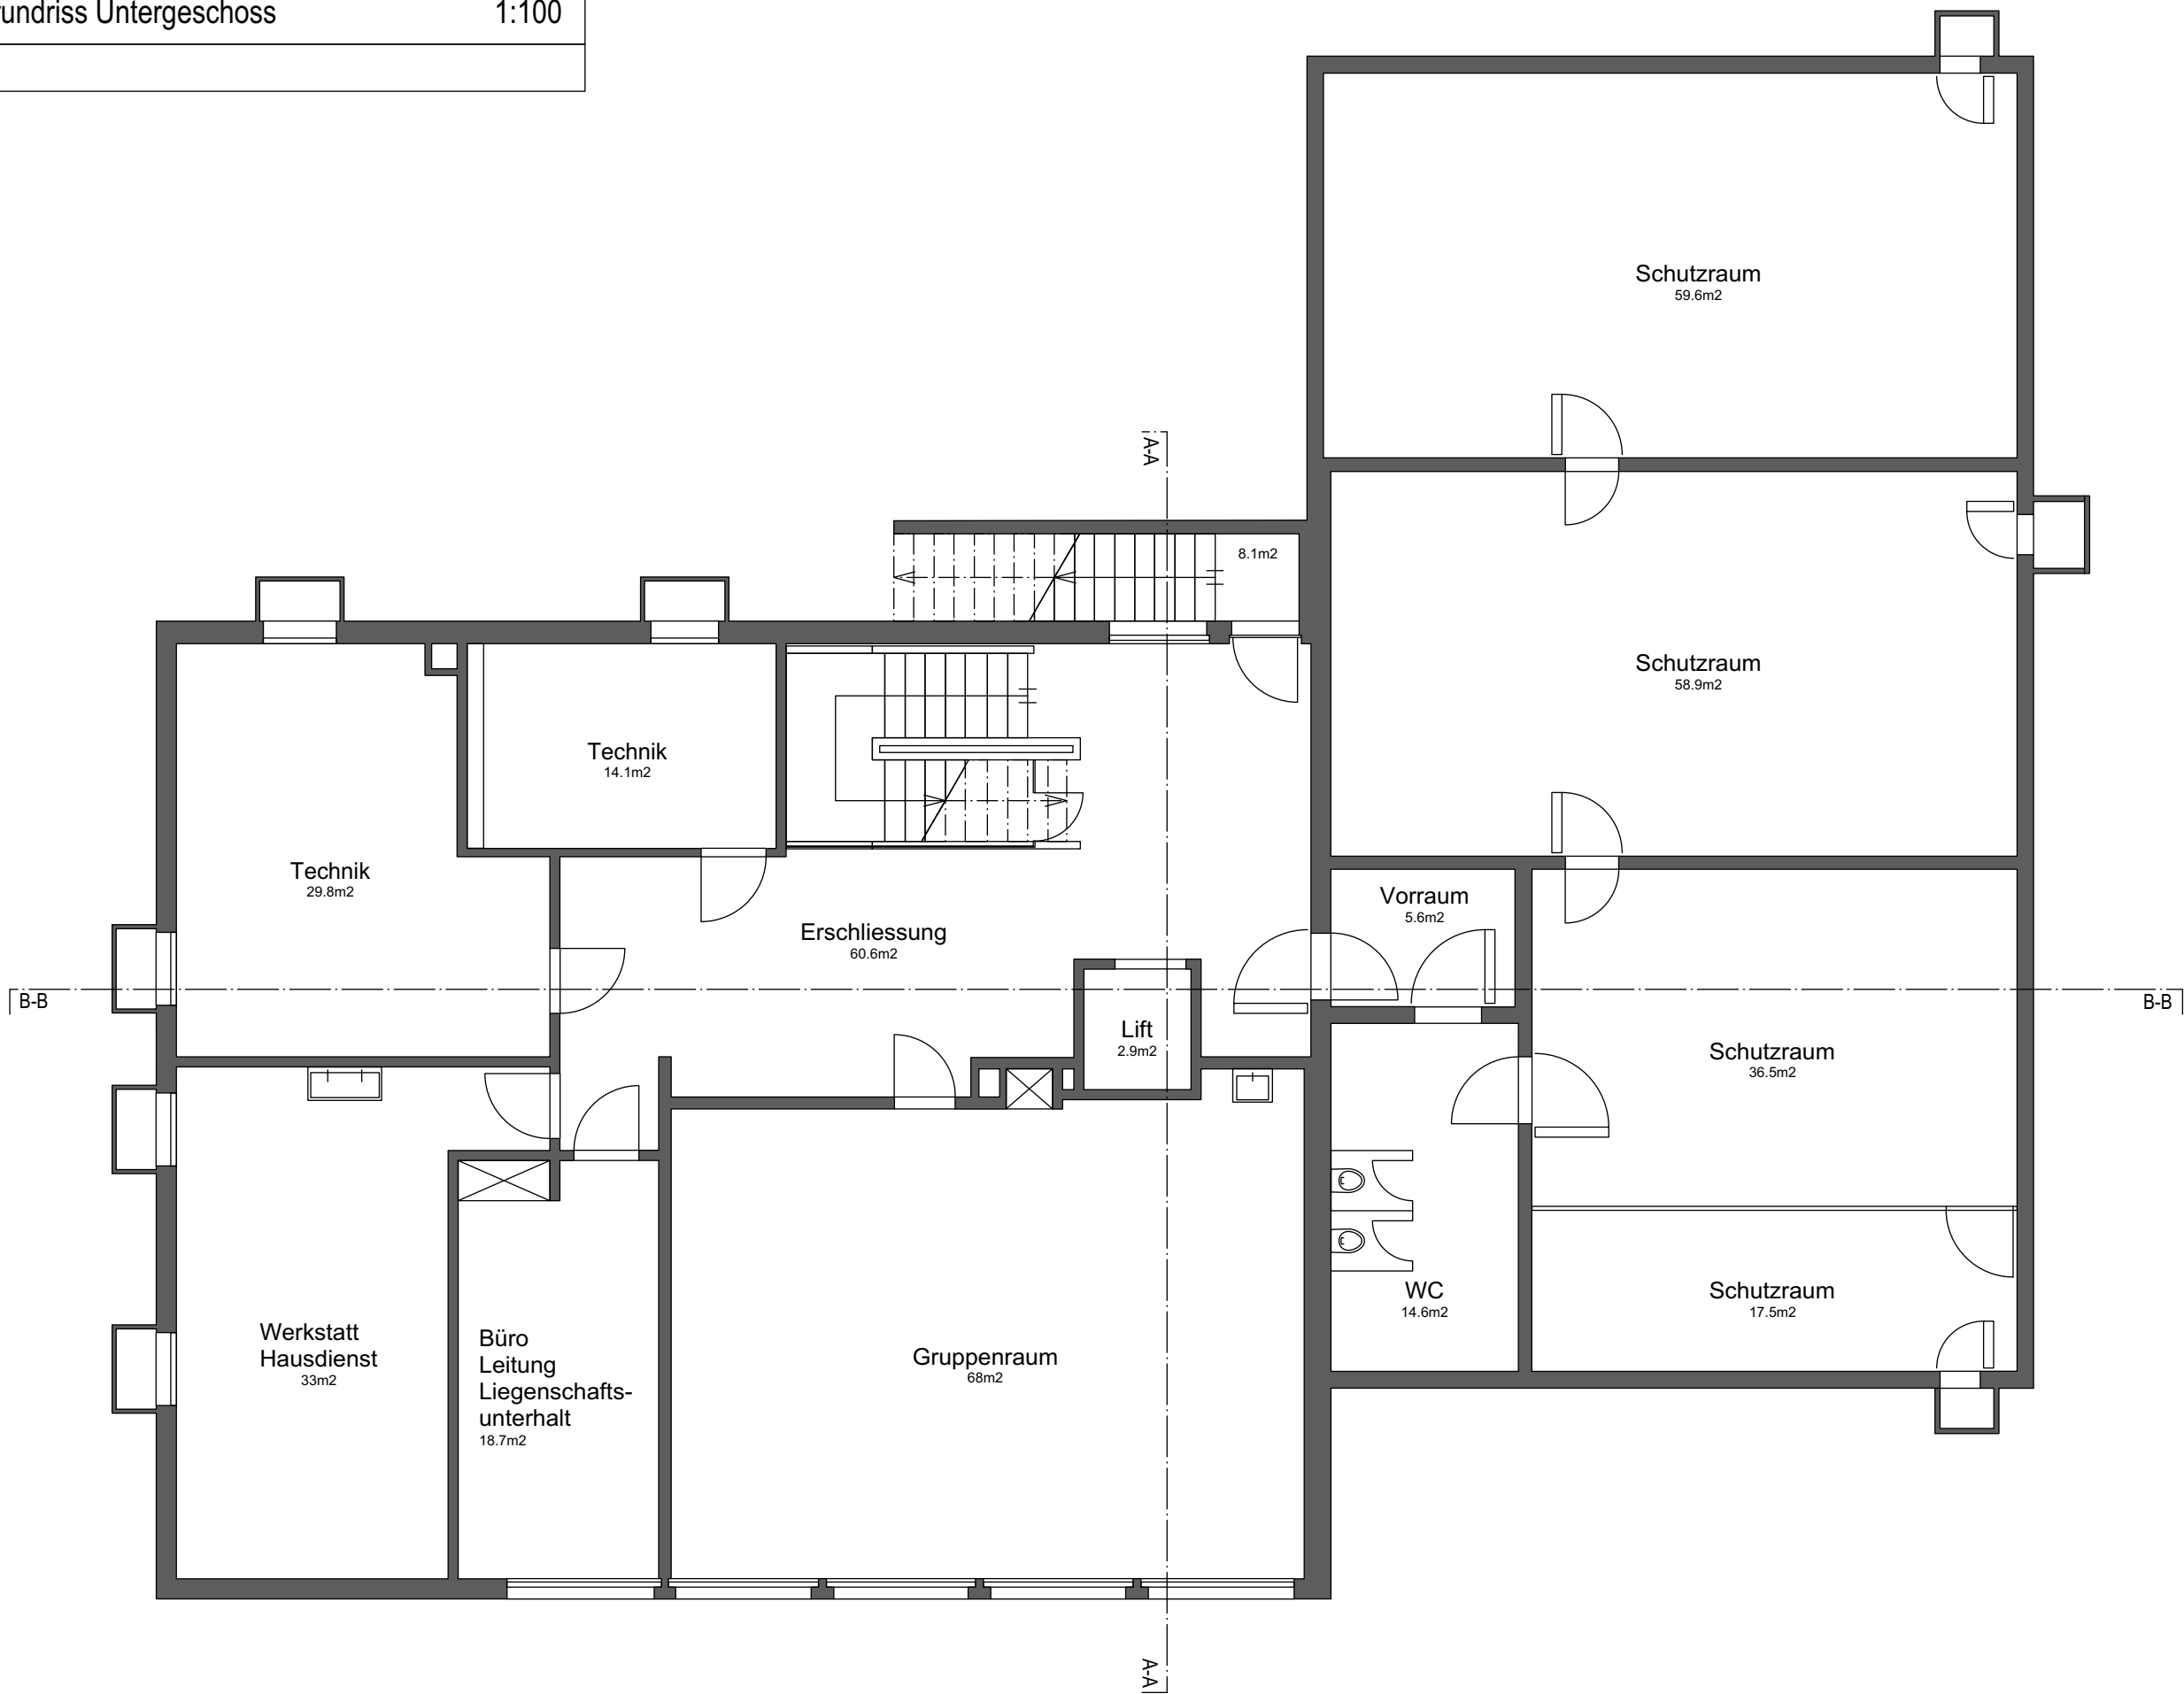 Untergeschoss 1:100
Schutzraum
59.6m2
A-A
8.1m2
Schutzraum
58.9m2
Technik
14.1m2
Technik
29.8m2
Vorraum
5.6m2
Erschliessung
60.6m2
B-B
B-B
Lift
2.9m2
Schutzraum
36.5m2
WC
14.6m2
Schutzraum
17.5m2
Werkstatt
Hausdienst
33m2
Büro
Leitung
Liegenschafts-
unterhalt
18.7m2
Gruppenraum
68m2
A-A